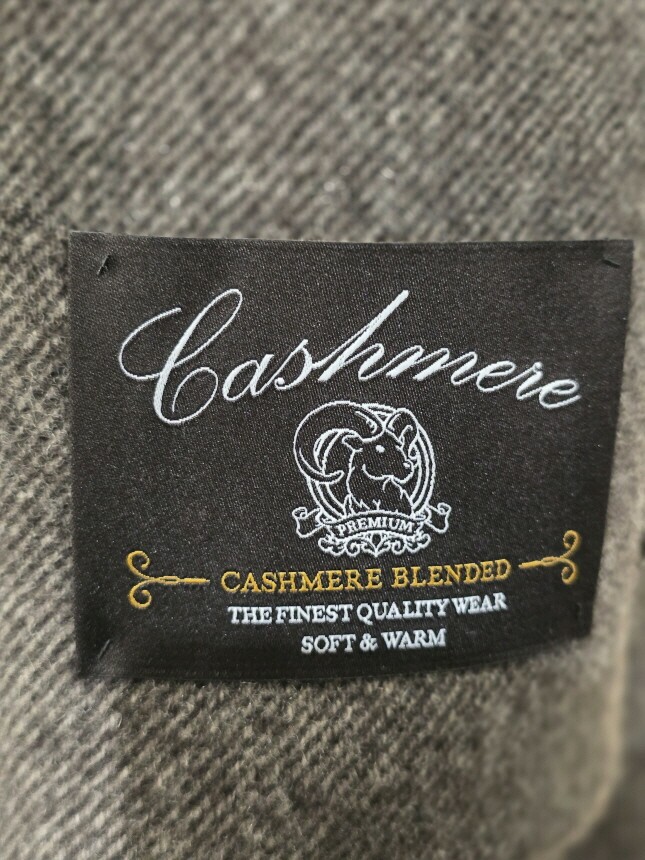 Cashmere
PREMIUM
CASHMERE BLENDED
THE FINEST QUALITY WEAR
SOFT & WARM